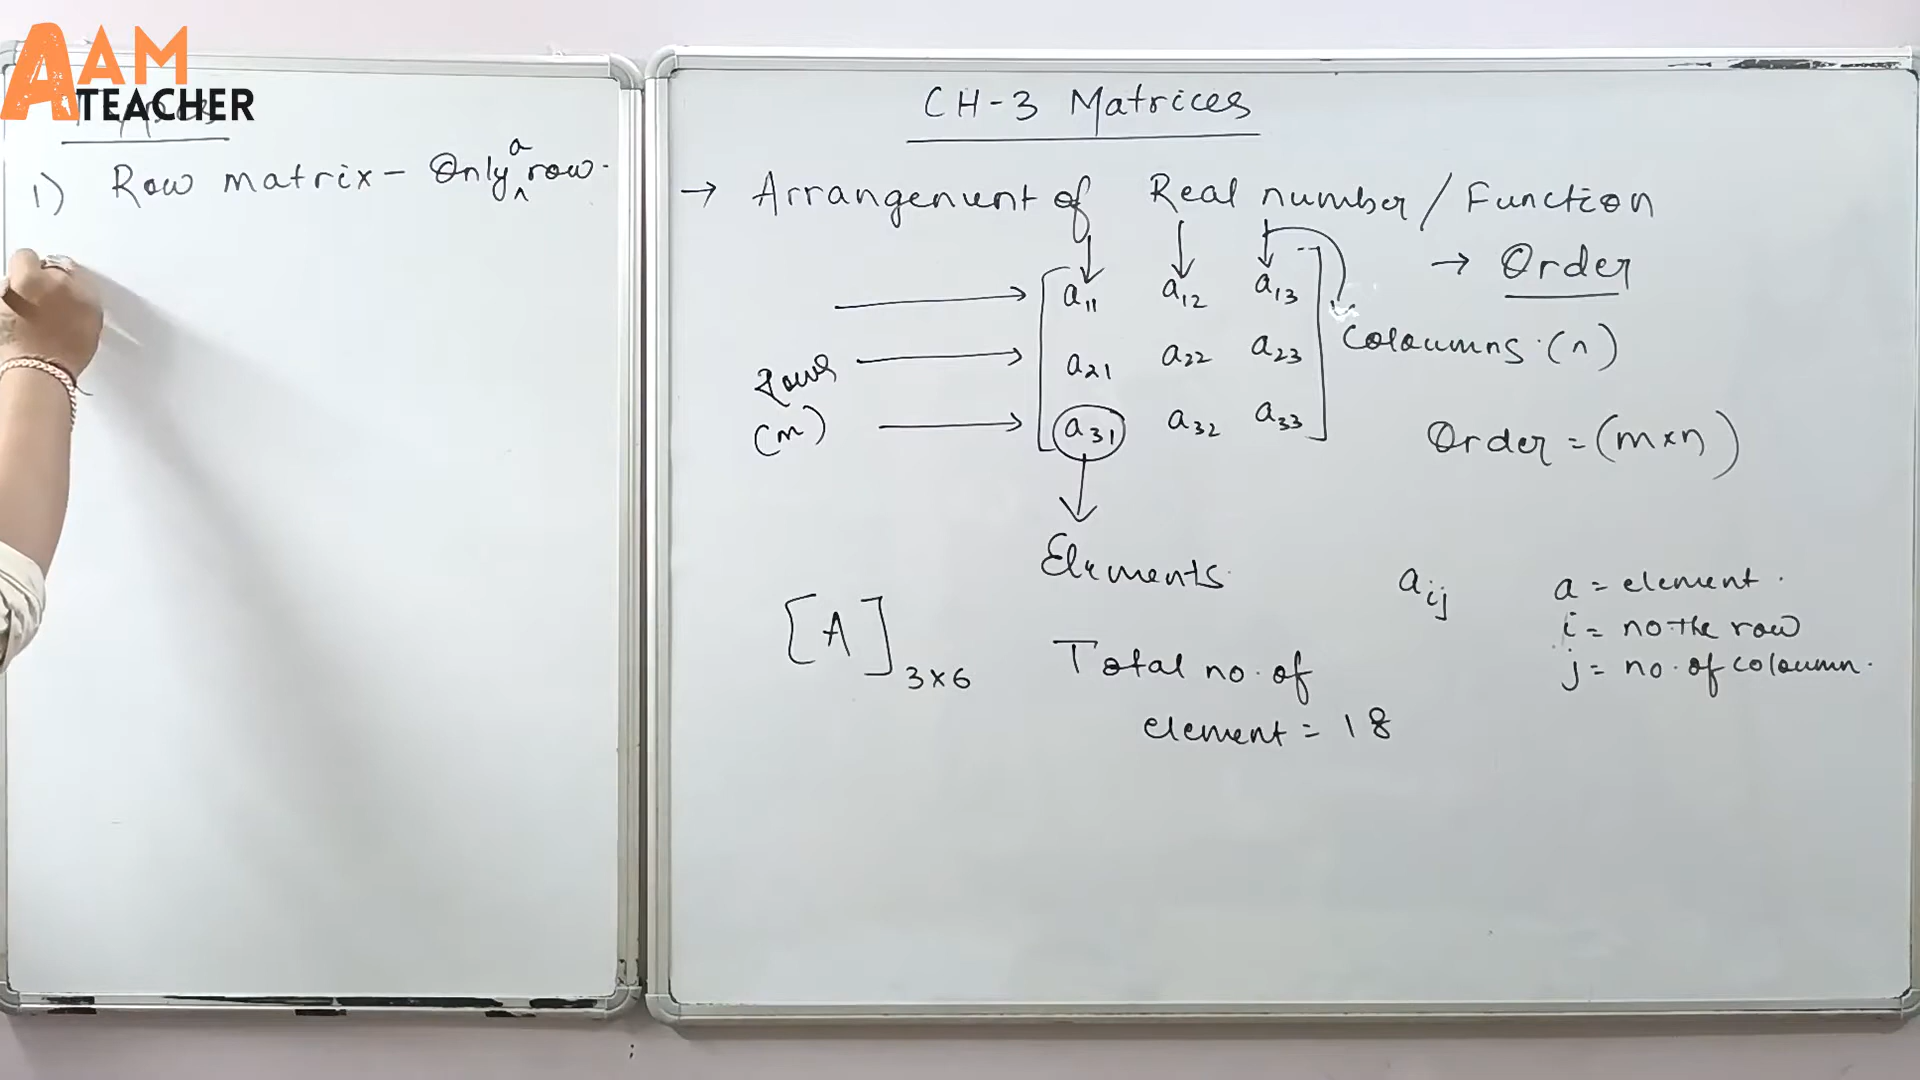 AAM
TEACHER
1) Row matrix - Only ^a row.
CH-3 Matrices
→ Arrangement of Real number / Function
→ Order
a11 a12 a13
Coloumns (n)
a21 a22 a23
Rows
(m)
a31 a32 a33
Order = (m×n)
Elements
aij
a = element.
i = no the row
j = no. of coloumn.
[A]3×6
Total no. of
element = 18